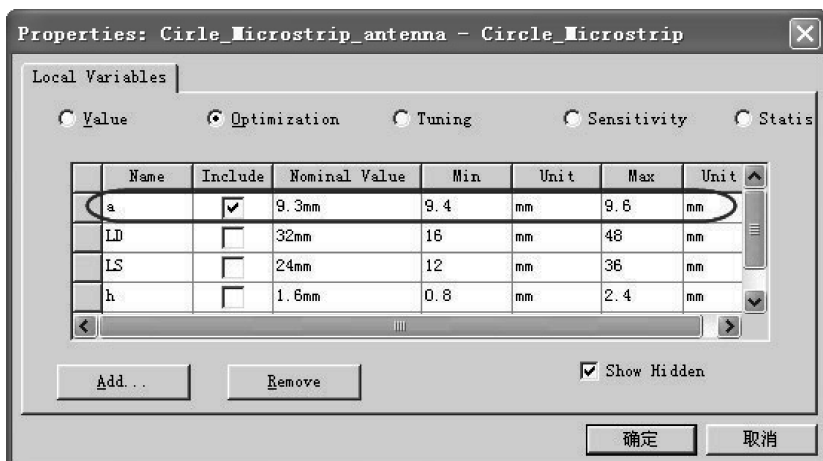 Properties: Cirle_Microstrip_antenna - Circle_Microstrip
Local Variables
Value Optimization Tuning Sensitivity Statis
Name Include Nominal Value Min Unit Max Unit
a 9.3mm 9.4 mm 9.6 mm
LD 32mm 16 mm 48 mm
LS 24mm 12 mm 36 mm
h 1.6mm 0.8 mm 2.4 mm
Add... Remove Show Hidden
确定 取消